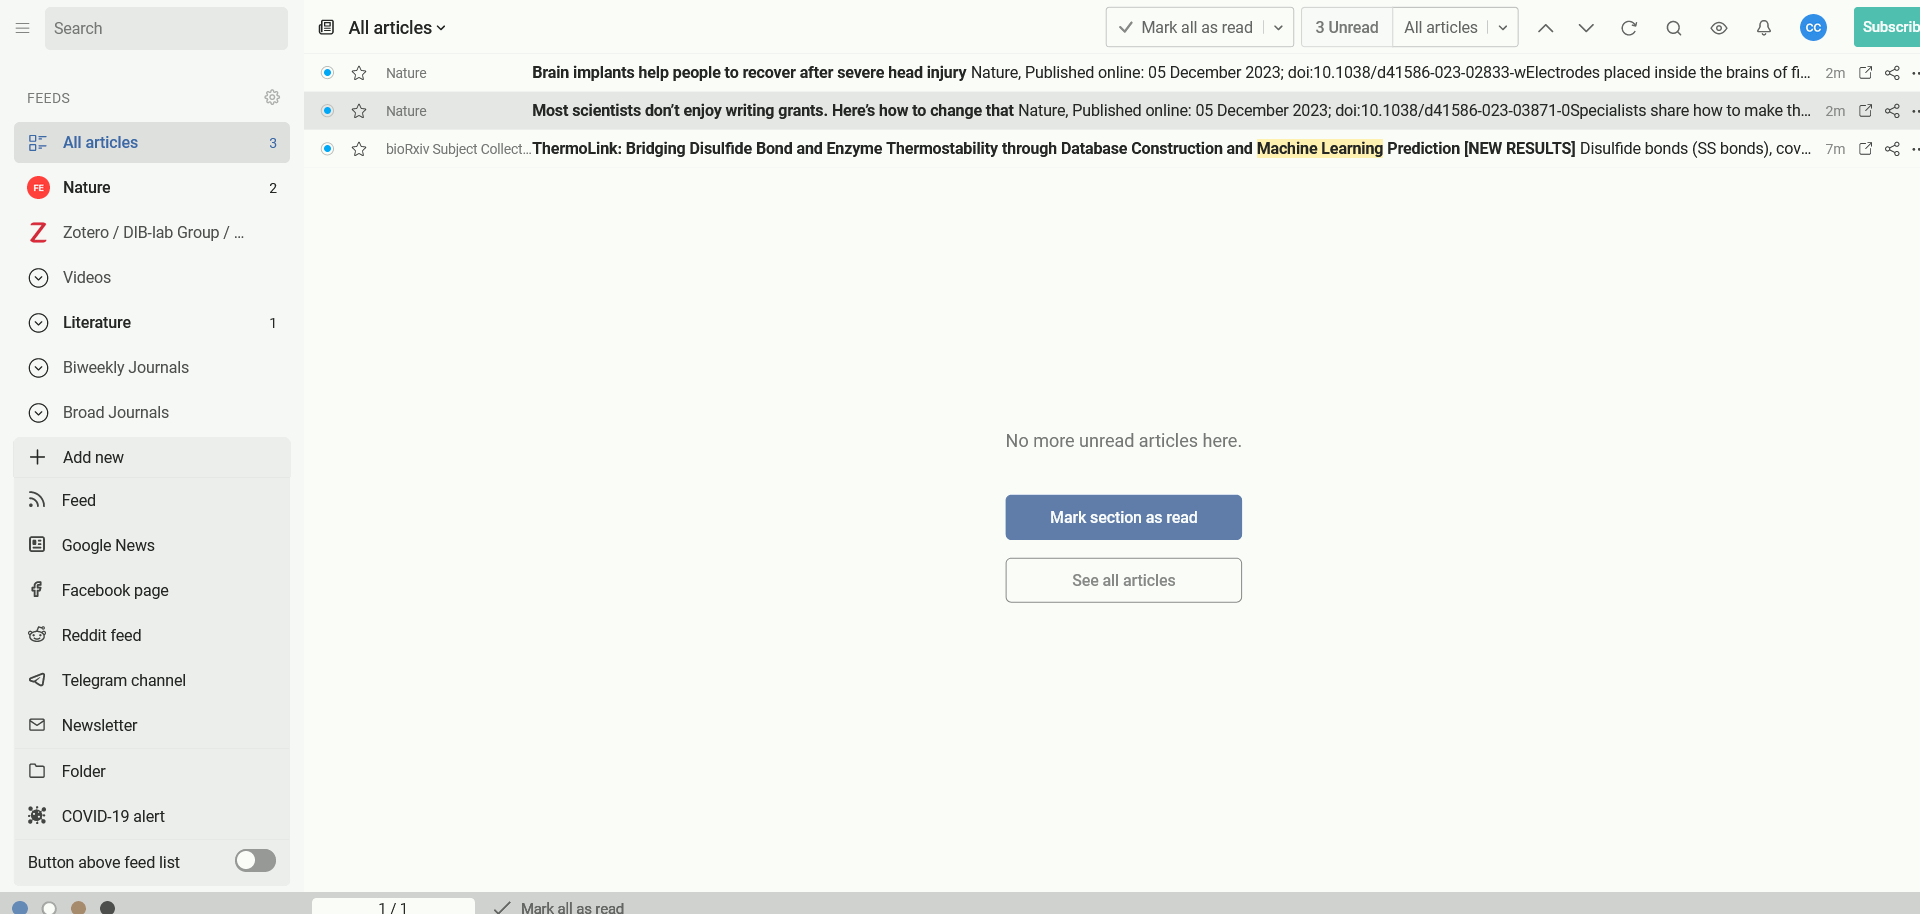 Search
FEEDS
All articles 3
FE Nature 2
Zotero / DIB-lab Group / ...
Videos
Literature 1
Biweekly Journals
Broad Journals
Add new
Feed
Google News
Facebook page
Reddit feed
Telegram channel
Newsletter
Folder
COVID-19 alert
Button above feed list
All articles Mark all as read 3 Unread All articles CC Subscrib
Nature Brain implants help people to recover after severe head injury Nature, Published online: 05 December 2023; doi:10.1038/d41586-023-02833-wElectrodes placed inside the brains of fi... 2m
Nature Most scientists don’t enjoy writing grants. Here’s how to change that Nature, Published online: 05 December 2023; doi:10.1038/d41586-023-03871-0Specialists share how to make th... 2m
bioRxiv Subject Collect... ThermoLink: Bridging Disulfide Bond and Enzyme Thermostability through Database Construction and Machine Learning Prediction [NEW RESULTS] Disulfide bonds (SS bonds), cov... 7m
No more unread articles here.
Mark section as read
See all articles
1 / 1 Mark all as read